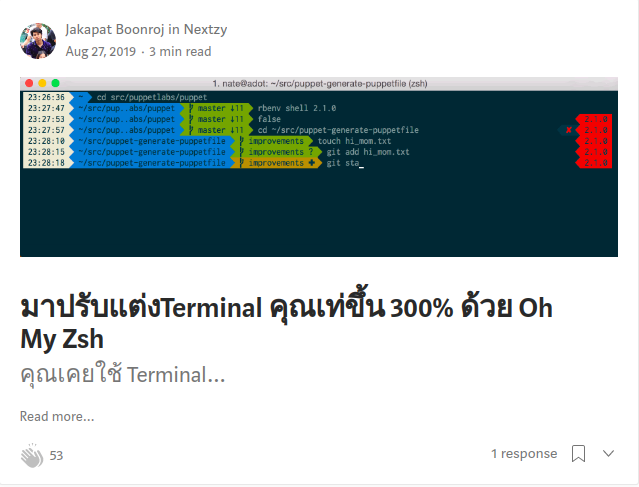 Jakapat Boonroj in Nextzy
Aug 27, 2019 · 3 min read
1. nate@adot: ~/src/puppet-generate-puppetfile (zsh)
23:26:36 ~ cd src/puppetlabs/puppet
23:27:47 ~/src/pup..abs/puppet master ↓11 rbenv shell 2.1.0
23:27:53 ~/src/pup..abs/puppet master ↓11 false 2.1.0
23:27:57 ~/src/pup..abs/puppet master ↓11 cd ~/src/puppet-generate-puppetfile ✘ 2.1.0
23:28:10 ~/src/puppet-generate-puppetfile improvements touch hi_mom.txt 2.1.0
23:28:15 ~/src/puppet-generate-puppetfile improvements ? git add hi_mom.txt 2.1.0
23:28:18 ~/src/puppet-generate-puppetfile improvements ✚ git sta_ 2.1.0
มาปรับแต่งTerminal คุณเท่ขึ้น 300% ด้วย Oh
My Zsh
คุณเคยใช้ Terminal...
Read more...
53
1 response